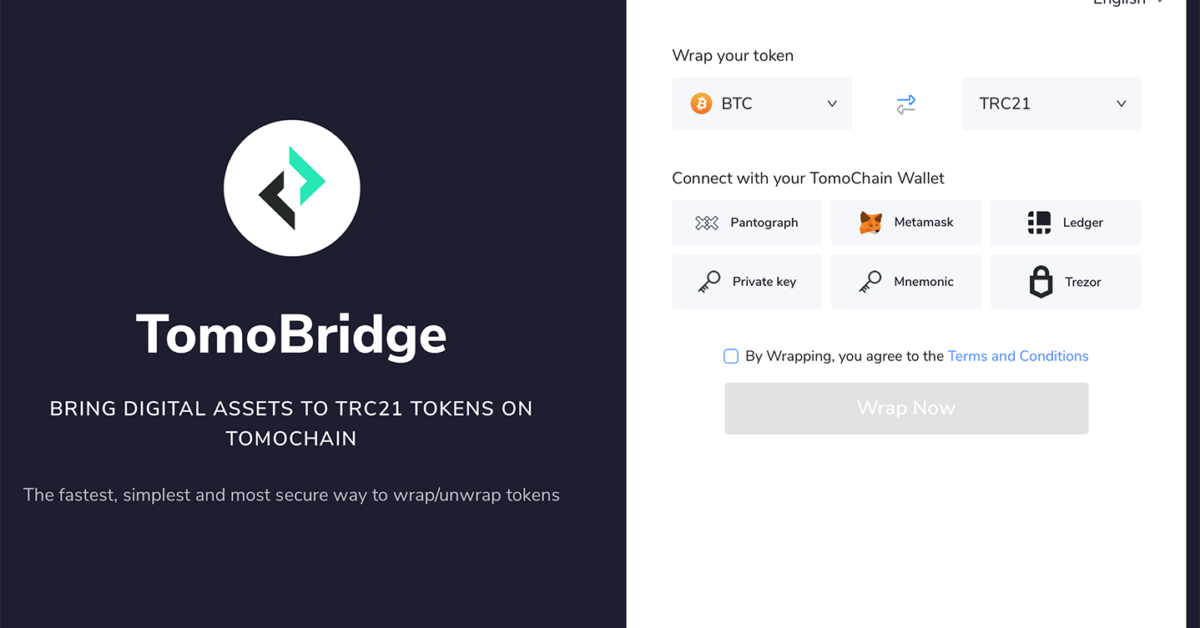 TomoBridge
BRING DIGITAL ASSETS TO TRC21 TOKENS ON
TOMOCHAIN
The fastest, simplest and most secure way to wrap/unwrap tokens
English
Wrap your token
BTC
TRC21
Connect with your TomoChain Wallet
Pantograph
Metamask
Ledger
Private key
Mnemonic
Trezor
By Wrapping, you agree to the Terms and Conditions
Wrap Now